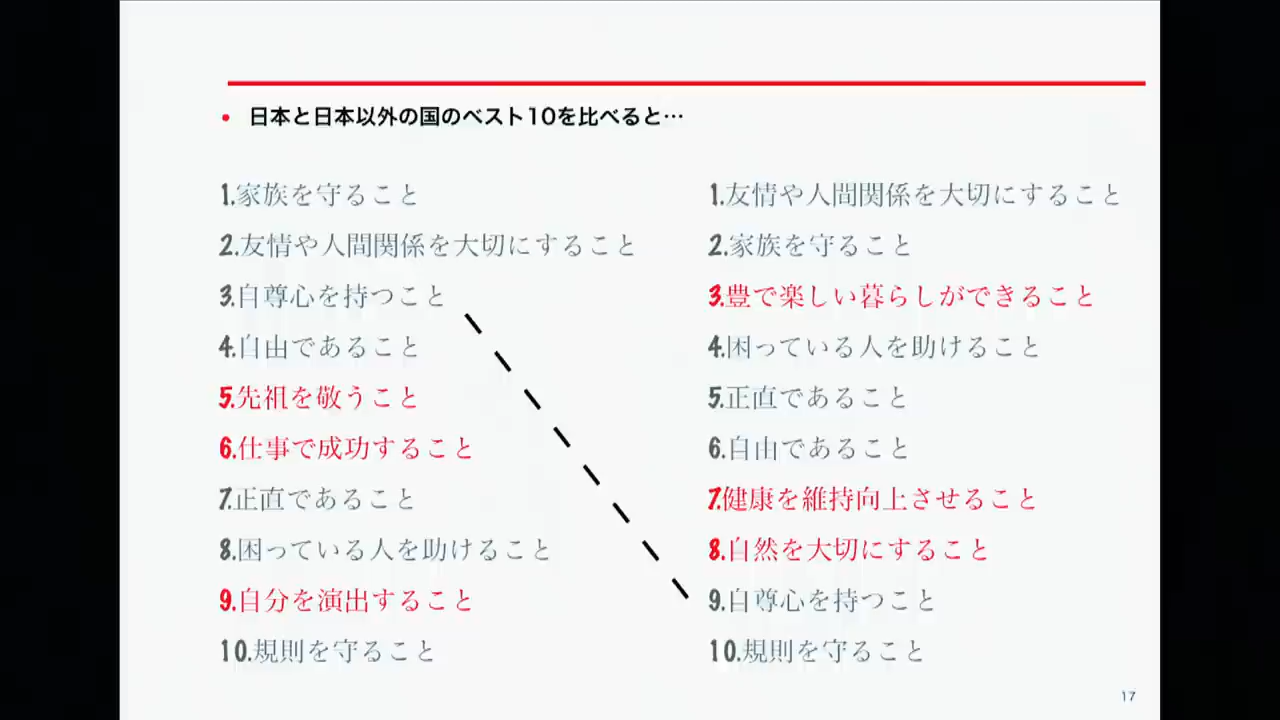 • 日本と日本以外の国のベスト10を比べると…
1.家族を守ること
2.友情や人間関係を大切にすること
3.自尊心を持つこと
4.自由であること
5.先祖を敬うこと
6.仕事で成功すること
7.正直であること
8.困っている人を助けること
9.自分を演出すること
10.規則を守ること
1.友情や人間関係を大切にすること
2.家族を守ること
3.豊で楽しい暮らしができること
4.困っている人を助けること
5.正直であること
6.自由であること
7.健康を維持向上させること
8.自然を大切にすること
9.自尊心を持つこと
10.規則を守ること
17